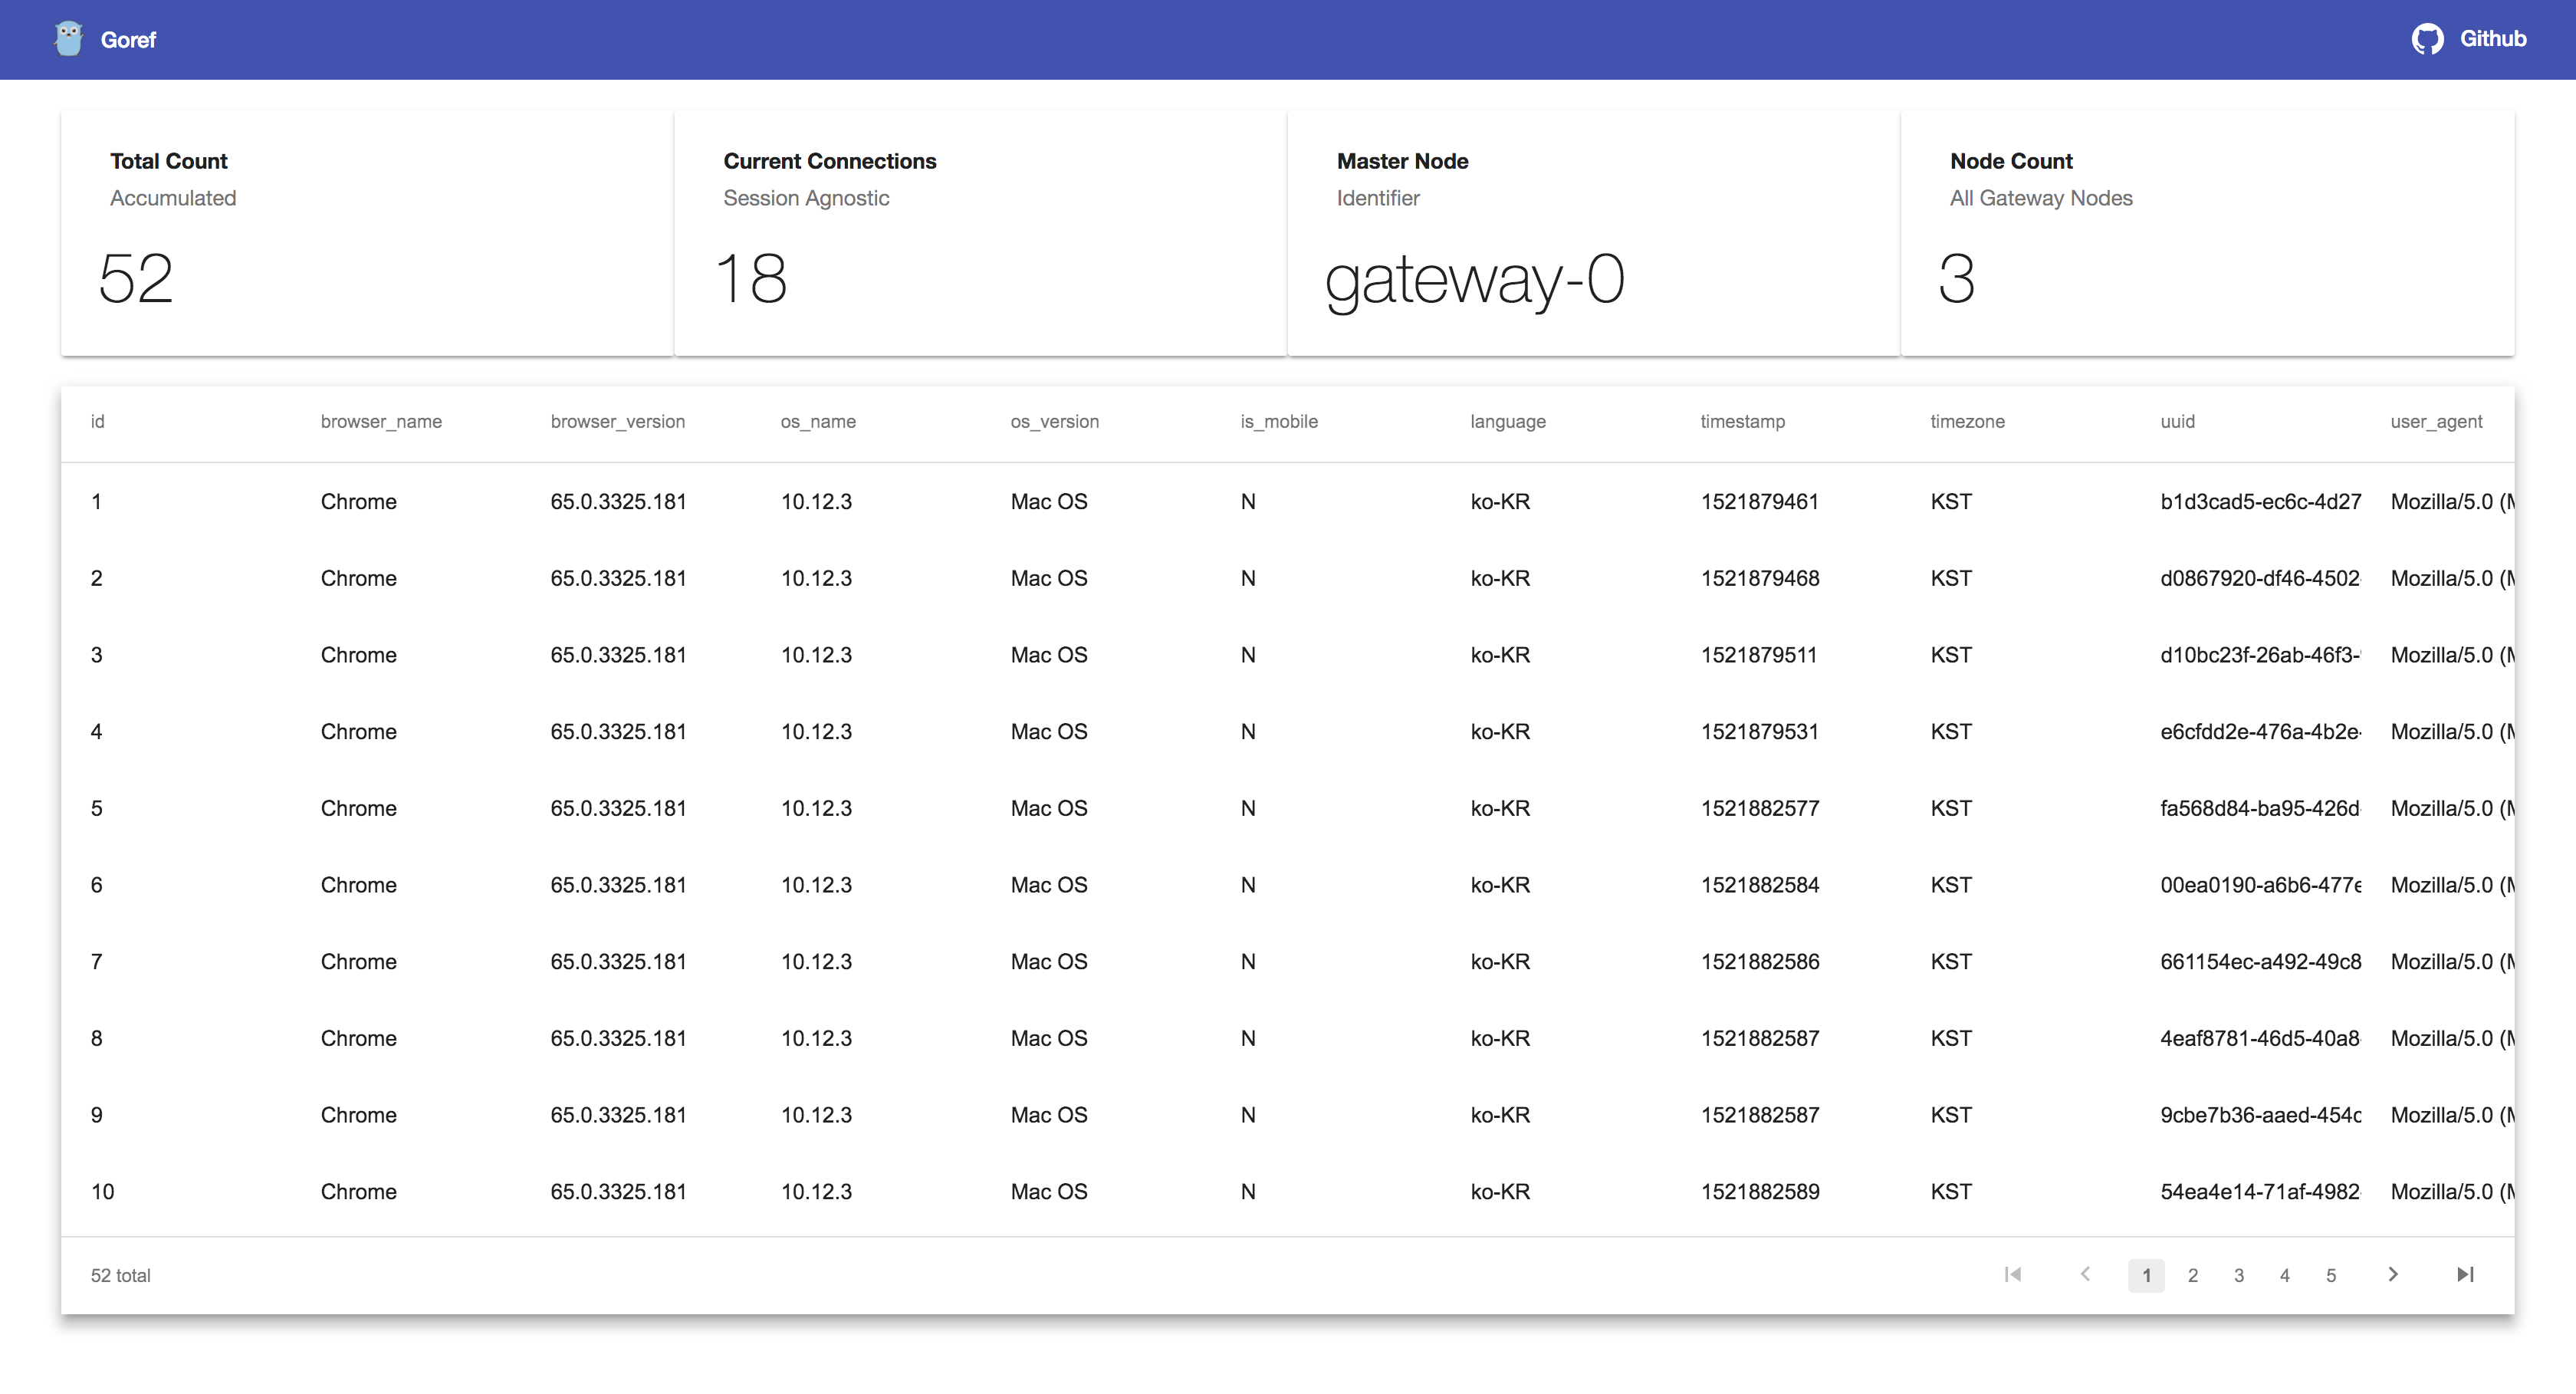 Goref
Github
Total Count
Accumulated
52
Current Connections
Session Agnostic
18
Master Node
Identifier
gateway-0
Node Count
All Gateway Nodes
3
id browser_name browser_version os_name os_version is_mobile language timestamp timezone uuid user_agent
1 Chrome 65.0.3325.181 10.12.3 Mac OS N ko-KR 1521879461 KST b1d3cad5-ec6c-4d27 Mozilla/5.0 (M
2 Chrome 65.0.3325.181 10.12.3 Mac OS N ko-KR 1521879468 KST d0867920-df46-4502- Mozilla/5.0 (M
3 Chrome 65.0.3325.181 10.12.3 Mac OS N ko-KR 1521879511 KST d10bc23f-26ab-46f3- Mozilla/5.0 (M
4 Chrome 65.0.3325.181 10.12.3 Mac OS N ko-KR 1521879531 KST e6cfdd2e-476a-4b2e- Mozilla/5.0 (M
5 Chrome 65.0.3325.181 10.12.3 Mac OS N ko-KR 1521882577 KST fa568d84-ba95-426d- Mozilla/5.0 (M
6 Chrome 65.0.3325.181 10.12.3 Mac OS N ko-KR 1521882584 KST 00ea0190-a6b6-477e Mozilla/5.0 (M
7 Chrome 65.0.3325.181 10.12.3 Mac OS N ko-KR 1521882586 KST 661154ec-a492-49c8 Mozilla/5.0 (M
8 Chrome 65.0.3325.181 10.12.3 Mac OS N ko-KR 1521882587 KST 4eaf8781-46d5-40a8 Mozilla/5.0 (M
9 Chrome 65.0.3325.181 10.12.3 Mac OS N ko-KR 1521882587 KST 9cbe7b36-aaed-454c Mozilla/5.0 (M
10 Chrome 65.0.3325.181 10.12.3 Mac OS N ko-KR 1521882589 KST 54ea4e14-71af-4982 Mozilla/5.0 (M
52 total
1 2 3 4 5